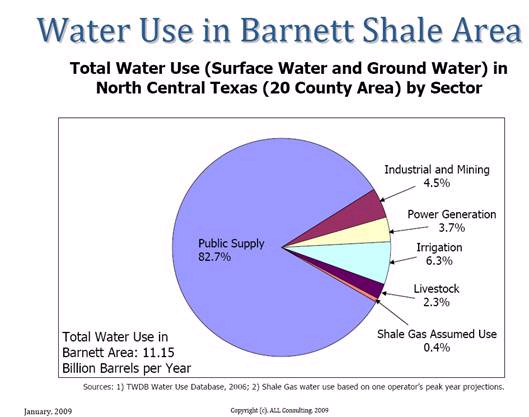 Water Use in Barnett Shale Area
Total Water Use (Surface Water and Ground Water) in
North Central Texas (20 County Area) by Sector
Industrial and Mining
4.5%
Power Generation
3.7%
Public Supply
82.7%
Irrigation
6.3%
Livestock
2.3%
Shale Gas Assumed Use
0.4%
Total Water Use in
Barnett Area: 11.15
Billion Barrels per Year
Sources: 1) TWDB Water Use Database, 2006; 2) Shale Gas water use based on one operator's peak year projections.
January, 2009
Copyright (c), ALL Consulting, 2009